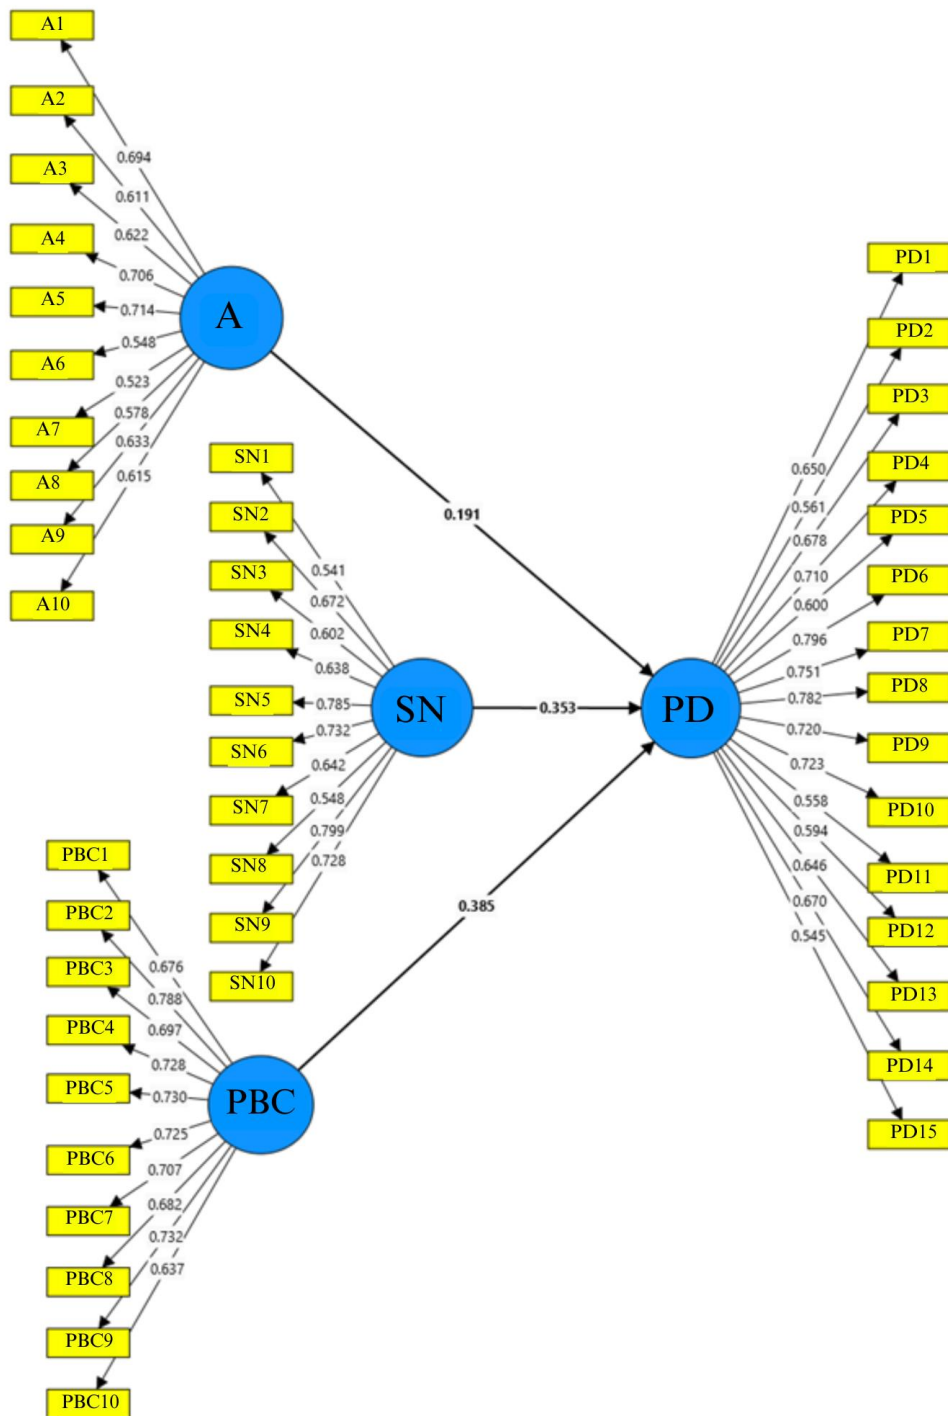 A1
A2
A3
A4
A5
A6
A7
A8
A9
A10
0.694
0.611
0.622
0.706
0.714
0.548
0.523
0.578
0.633
0.615
A
0.191
SN1
SN2
SN3
SN4
SN5
SN6
SN7
SN8
SN9
SN10
0.541
0.672
0.602
0.638
0.785
0.732
0.642
0.548
0.799
0.728
SN
0.353
PBC1
PBC2
PBC3
PBC4
PBC5
PBC6
PBC7
PBC8
PBC9
PBC10
0.676
0.788
0.697
0.728
0.730
0.725
0.707
0.682
0.732
0.637
PBC
0.385
PD
0.650
0.561
0.678
0.710
0.600
0.796
0.751
0.782
0.720
0.723
0.558
0.594
0.646
0.670
0.545
PD1
PD2
PD3
PD4
PD5
PD6
PD7
PD8
PD9
PD10
PD11
PD12
PD13
PD14
PD15